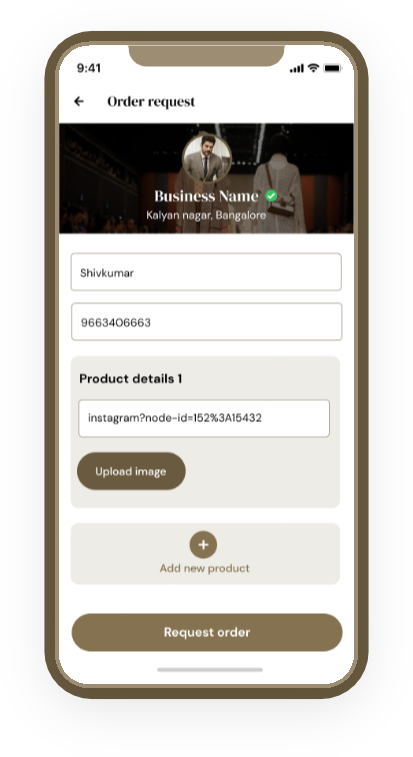 9:41
Order request
Business Name
Kalyan nagar, Bangalore
Shivkumar
9663406663
Product details 1
instagram?node-id=152%3A15432
Upload image
Add new product
Request order